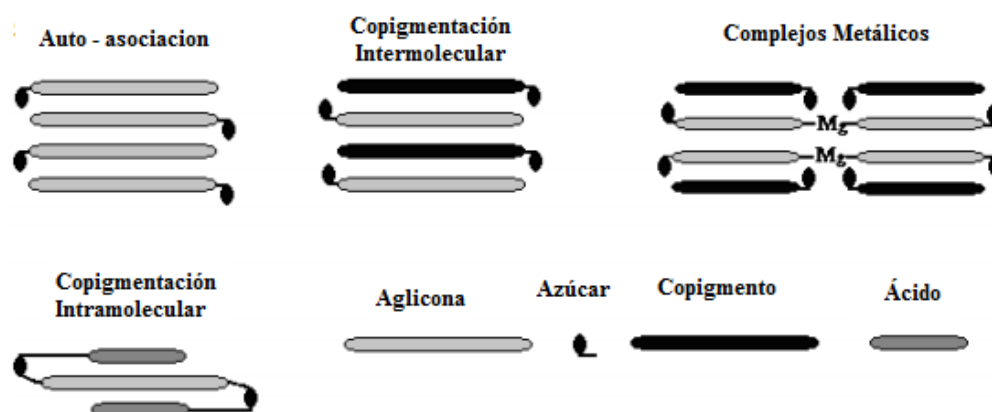 Auto - asociacion
Copigmentación
Intermolecular
Complejos Metálicos
Mg
Mg
Copigmentación
Intramolecular
Aglicona
Azúcar
Copigmento
Ácido